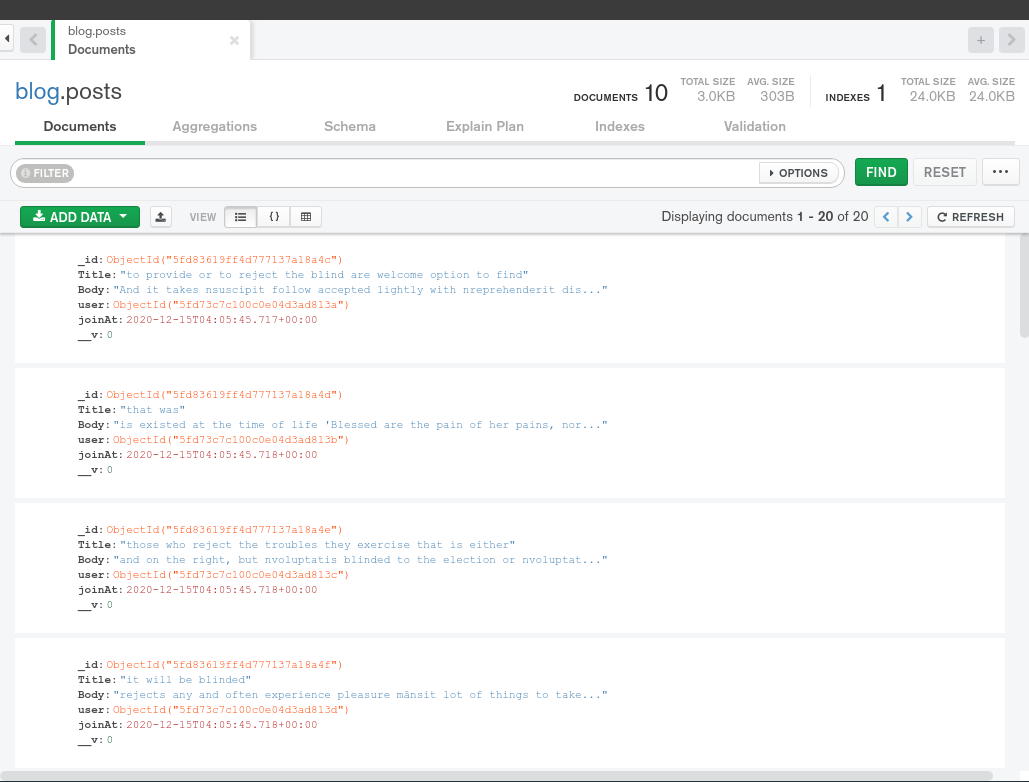 blog.posts
Documents
blog.posts
DOCUMENTS 10 TOTAL SIZE 3.0KB AVG. SIZE 303B INDEXES 1 TOTAL SIZE 24.0KB AVG. SIZE 24.0KB
Documents Aggregations Schema Explain Plan Indexes Validation
FILTER OPTIONS FIND RESET ...
ADD DATA VIEW {} Displaying documents 1 - 20 of 20 < > REFRESH
_id: ObjectId("5fd83619ff4d777137a18a4c")
Title: "to provide or to reject the blind are welcome option to find"
Body: "And it takes nsuscipit follow accepted lightly with nreprehenderit dis..."
user: ObjectId("5fd73c7c100c0e04d3ad813a")
joinAt: 2020-12-15T04:05:45.717+00:00
__v: 0
_id: ObjectId("5fd83619ff4d777137a18a4d")
Title: "that was"
Body: "is existed at the time of life 'Blessed are the pain of her pains, nor..."
user: ObjectId("5fd73c7c100c0e04d3ad813b")
joinAt: 2020-12-15T04:05:45.718+00:00
__v: 0
_id: ObjectId("5fd83619ff4d777137a18a4e")
Title: "those who reject the troubles they exercise that is either"
Body: "and on the right, but nvoluptatis blinded to the election or nvoluptat..."
user: ObjectId("5fd73c7c100c0e04d3ad813c")
joinAt: 2020-12-15T04:05:45.718+00:00
__v: 0
_id: ObjectId("5fd83619ff4d777137a18a4f")
Title: "it will be blinded"
Body: "rejects any and often experience pleasure mānsit lot of things to take..."
user: ObjectId("5fd73c7c100c0e04d3ad813d")
joinAt: 2020-12-15T04:05:45.718+00:00
__v: 0